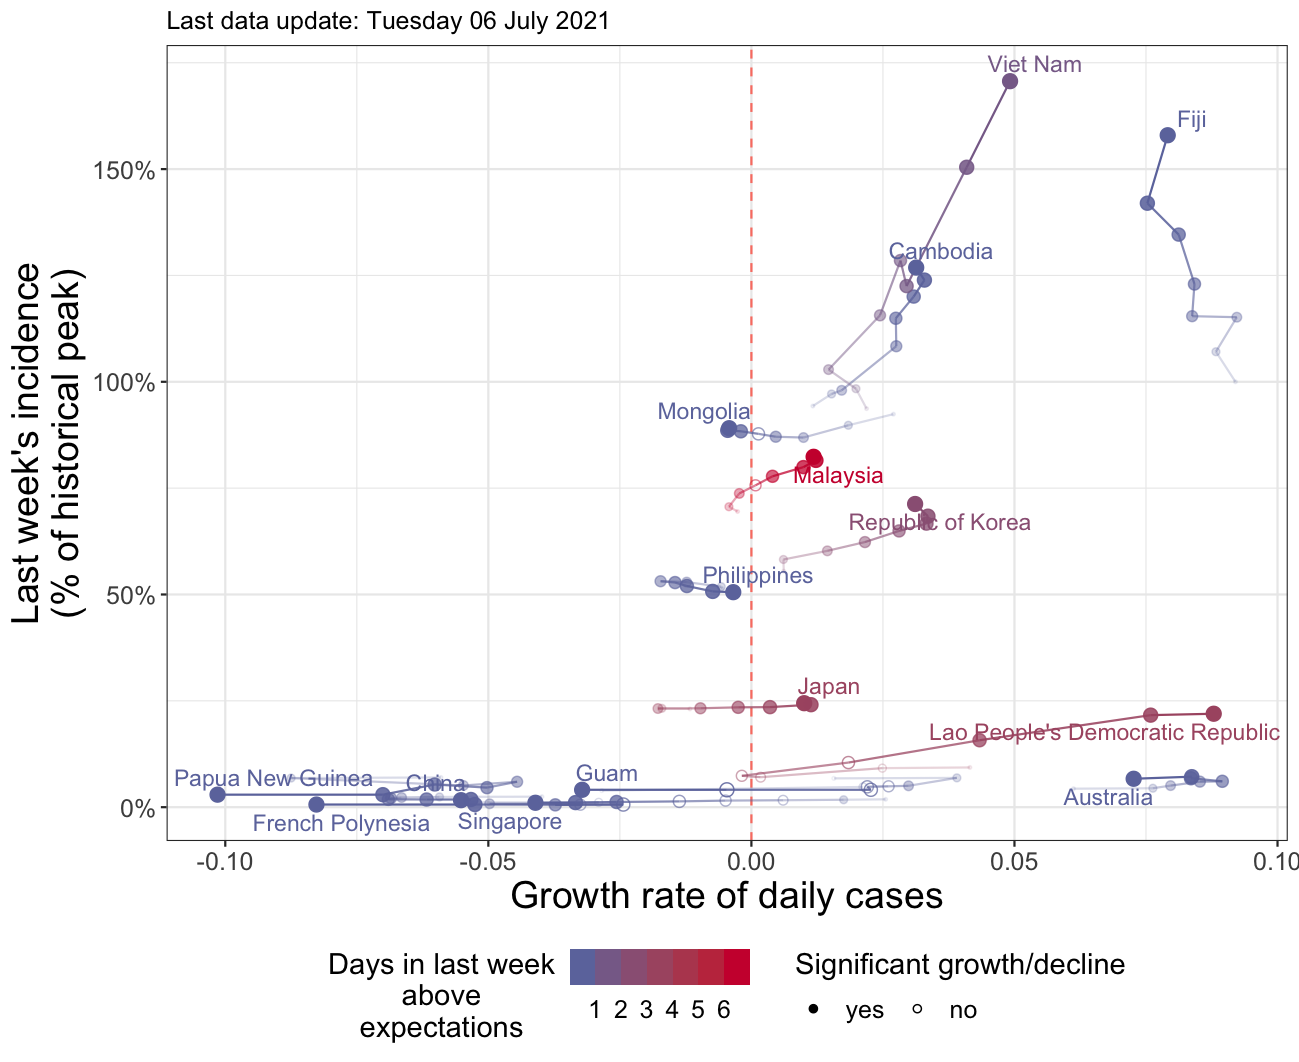 Last data update: Tuesday 06 July 2021
Last week's incidence
(% of historical peak)
150%
100%
50%
0%
Viet Nam
Fiji
Cambodia
Mongolia
Malaysia
Republic of Korea
Philippines
Japan
Lao People's Democratic Republic
Papua New Guinea
China
Guam
Australia
French Polynesia
Singapore
-0.10
-0.05
0.00
0.05
0.10
Growth rate of daily cases
Days in last week
above
expectations
1 2 3 4 5 6
Significant growth/decline
yes no